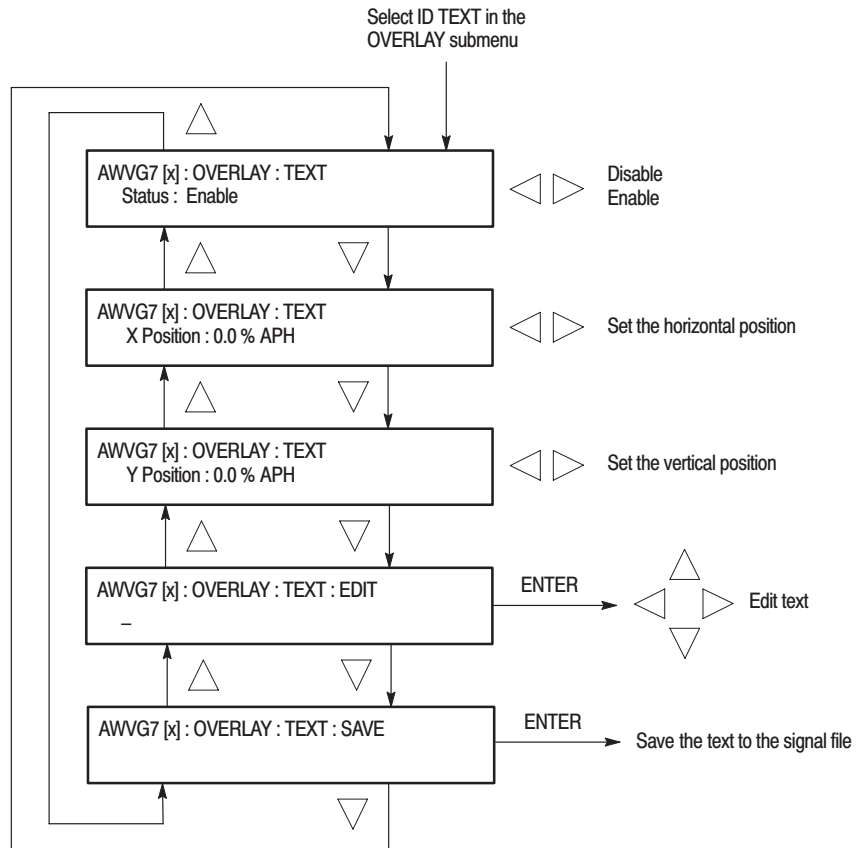 Select ID TEXT in the
OVERLAY submenu
AWVG7 [x] : OVERLAY : TEXT
Status : Enable
Disable
Enable
AWVG7 [x] : OVERLAY : TEXT
X Position : 0.0 % APH
Set the horizontal position
AWVG7 [x] : OVERLAY : TEXT
Y Position : 0.0 % APH
Set the vertical position
AWVG7 [x] : OVERLAY : TEXT : EDIT
_
ENTER
Edit text
AWVG7 [x] : OVERLAY : TEXT : SAVE
ENTER
Save the text to the signal file